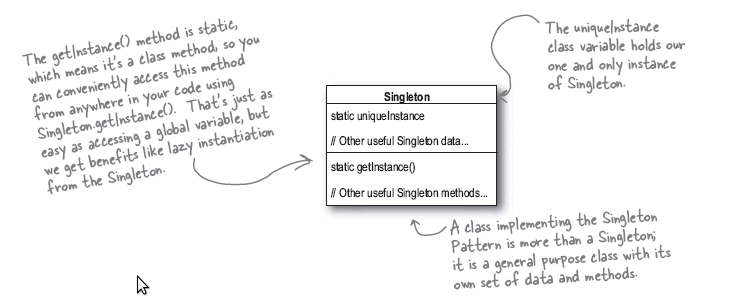 The getInstance() method is static,
which means it's a class method, so you
can conveniently access this method
from anywhere in your code using
Singleton.getInstance(). That's just as
easy as accessing a global variable, but
we get benefits like lazy instantiation
from the Singleton.
The uniqueInstance
class variable holds our
one and only instance
of Singleton.
Singleton
static uniqueInstance
// Other useful Singleton data...
static getInstance()
// Other useful Singleton methods...
A class implementing the Singleton
Pattern is more than a Singleton;
it is a general purpose class with its
own set of data and methods.